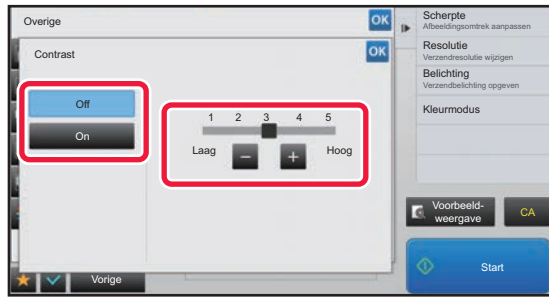 Overige
OK
Contrast
OK
Off
On
1 2 3 4 5
Laag
Hoog
Vorige
Scherpte
Afbeeldingsomtrek aanpassen
Resolutie
Verzendresolutie wijzigen
Belichting
Verzendbelichting opgeven
Kleurmodus
Voorbeeld-
weergave
CA
Start